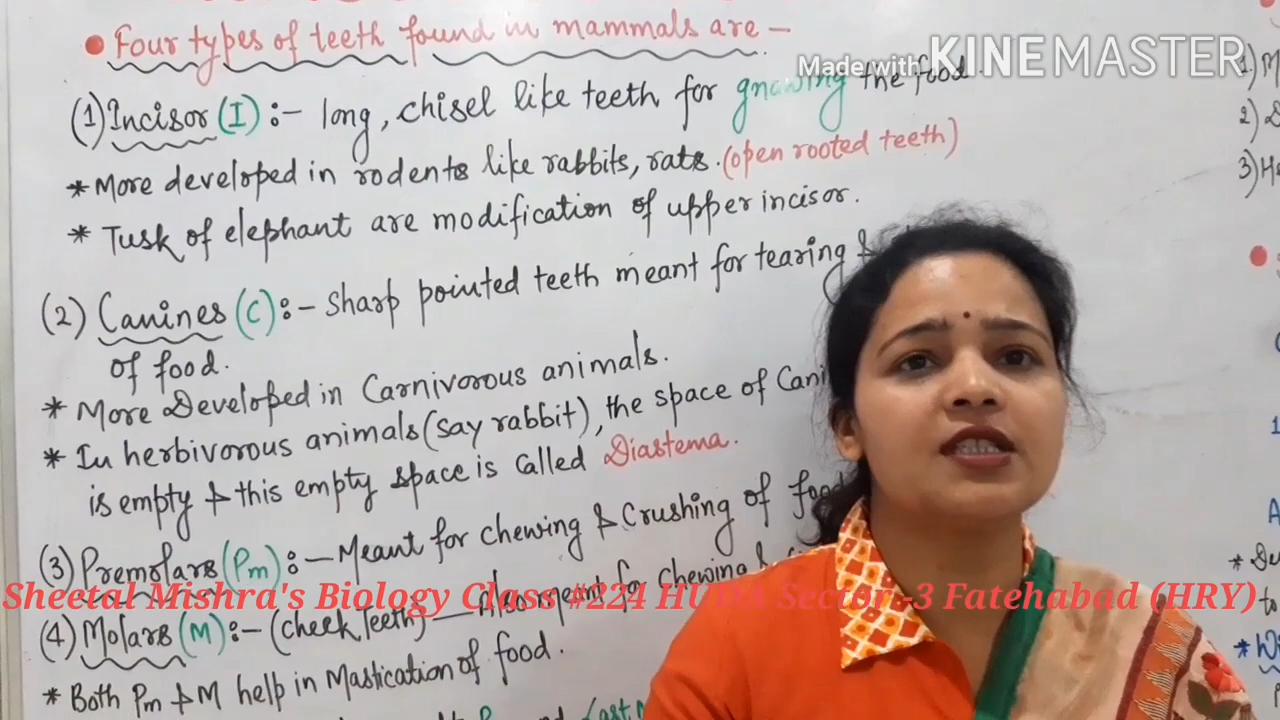 • Four types of teeth found in mammals are –
Made with KINEMASTER
(1) Incisor (I) :– long, chisel like teeth for gnawing the food.
* More developed in rodents like rabbits, rats. (open rooted teeth)
* Tusk of elephant are modification of upper incisor.
(2) Canines (C) :– Sharp pointed teeth meant for tearing &
of food.
* More Developed in Carnivorous animals.
* In herbivorous animals (say rabbit), the space of
is empty & this empty space is called Diastema.
(3) Premolars (Pm) :– Meant for chewing & Crushing of food
Sheetal Mishra's Biology Class #224 HUDA Sector-3 Fatehabad (HRY)
(4) Molars (M) :– (cheek Teeth) – Also meant for chewing &
* Both Pm & M help in Mastication of food.
1)
2)
3)